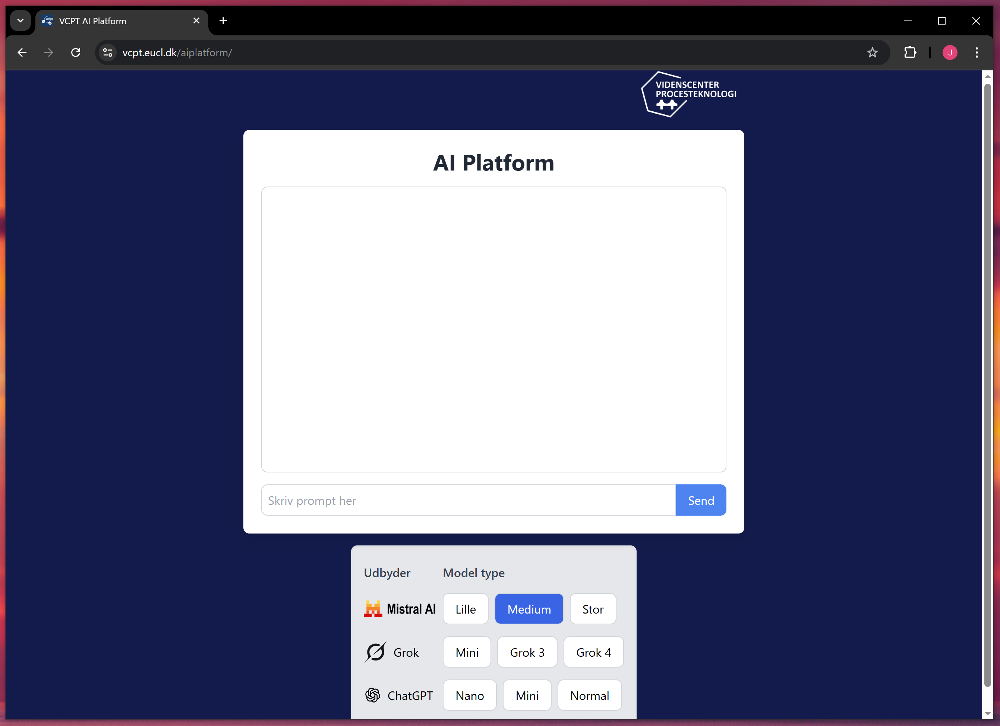 VCPT AI Platform
vcpt.eucl.dk/aiplatform/
J
VIDENSCENTER
PROCESTEKNOLOGI
AI Platform
Skriv prompt her
Send
Udbyder Model type
Mistral AI Lille Medium Stor
Grok Mini Grok 3 Grok 4
ChatGPT Nano Mini Normal